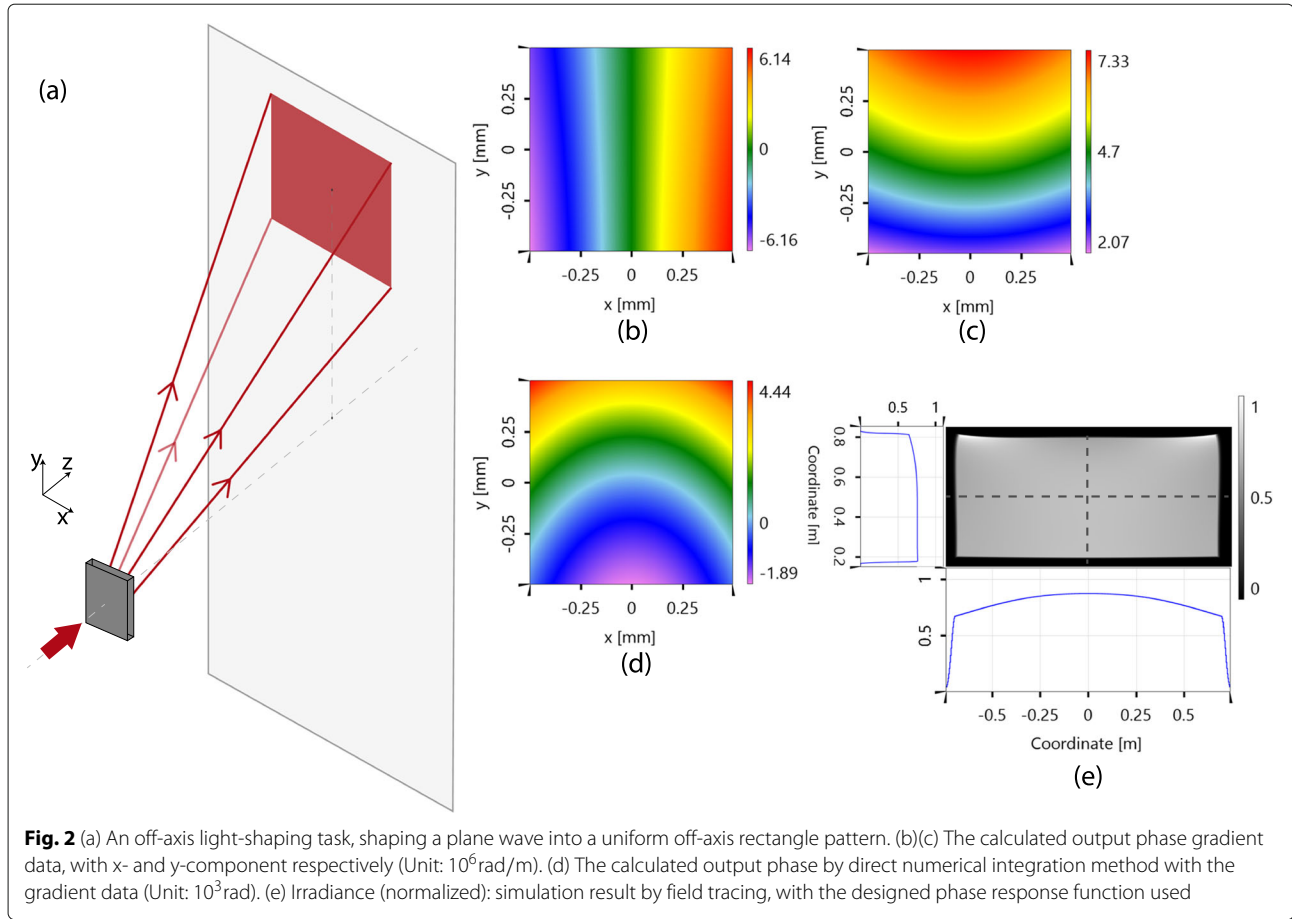 (a)
y
z
x
y [mm]
0.25
0
-0.25
-0.25
0
0.25
x [mm]
6.14
0
-6.16
(b)
y [mm]
0.25
0
-0.25
-0.25
0
0.25
x [mm]
7.33
4.7
2.07
(c)
y [mm]
0.25
0
-0.25
-0.25
0
0.25
x [mm]
4.44
0
-1.89
(d)
0.5
1
0.8
0.6
0.4
0.2
Coordinate [m]
1
0.5
0
1
0.5
-0.5
-0.25
0
0.25
0.5
Coordinate [m]
(e)
Fig. 2 (a) An off-axis light-shaping task, shaping a plane wave into a uniform off-axis rectangle pattern. (b)(c) The calculated output phase gradient
data, with x- and y-component respectively (Unit: 10⁶rad/m). (d) The calculated output phase by direct numerical integration method with the
gradient data (Unit: 10³rad). (e) Irradiance (normalized): simulation result by field tracing, with the designed phase response function used